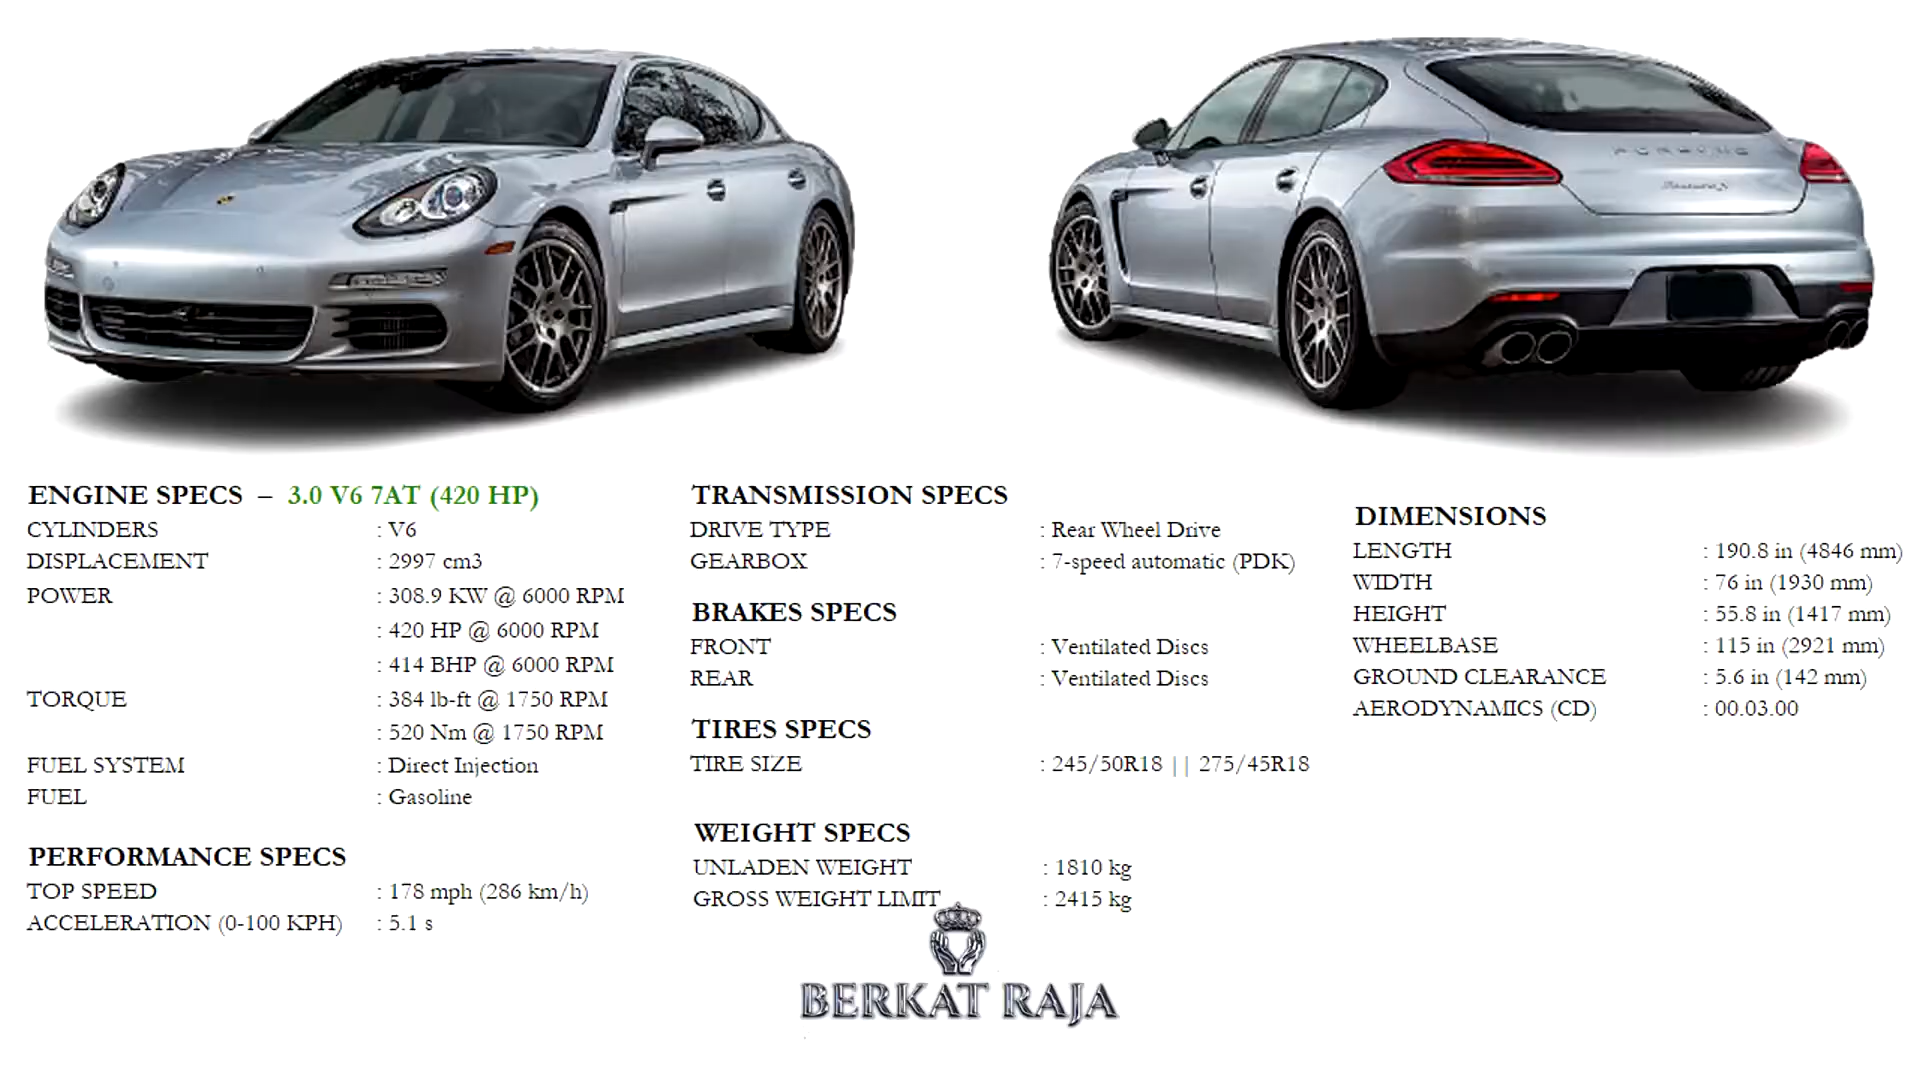 PORSCHE
Panamera S
ENGINE SPECS – 3.0 V6 7AT (420 HP)
CYLINDERS : V6
DISPLACEMENT : 2997 cm3
POWER : 308.9 KW @ 6000 RPM
: 420 HP @ 6000 RPM
: 414 BHP @ 6000 RPM
TORQUE : 384 lb-ft @ 1750 RPM
: 520 Nm @ 1750 RPM
FUEL SYSTEM : Direct Injection
FUEL : Gasoline
PERFORMANCE SPECS
TOP SPEED : 178 mph (286 km/h)
ACCELERATION (0-100 KPH) : 5.1 s
TRANSMISSION SPECS
DRIVE TYPE : Rear Wheel Drive
GEARBOX : 7-speed automatic (PDK)
BRAKES SPECS
FRONT : Ventilated Discs
REAR : Ventilated Discs
TIRES SPECS
TIRE SIZE : 245/50R18 || 275/45R18
WEIGHT SPECS
UNLADEN WEIGHT : 1810 kg
GROSS WEIGHT LIMIT : 2415 kg
DIMENSIONS
LENGTH : 190.8 in (4846 mm)
WIDTH : 76 in (1930 mm)
HEIGHT : 55.8 in (1417 mm)
WHEELBASE : 115 in (2921 mm)
GROUND CLEARANCE : 5.6 in (142 mm)
AERODYNAMICS (CD) : 00.03.00
BERKAT RAJA